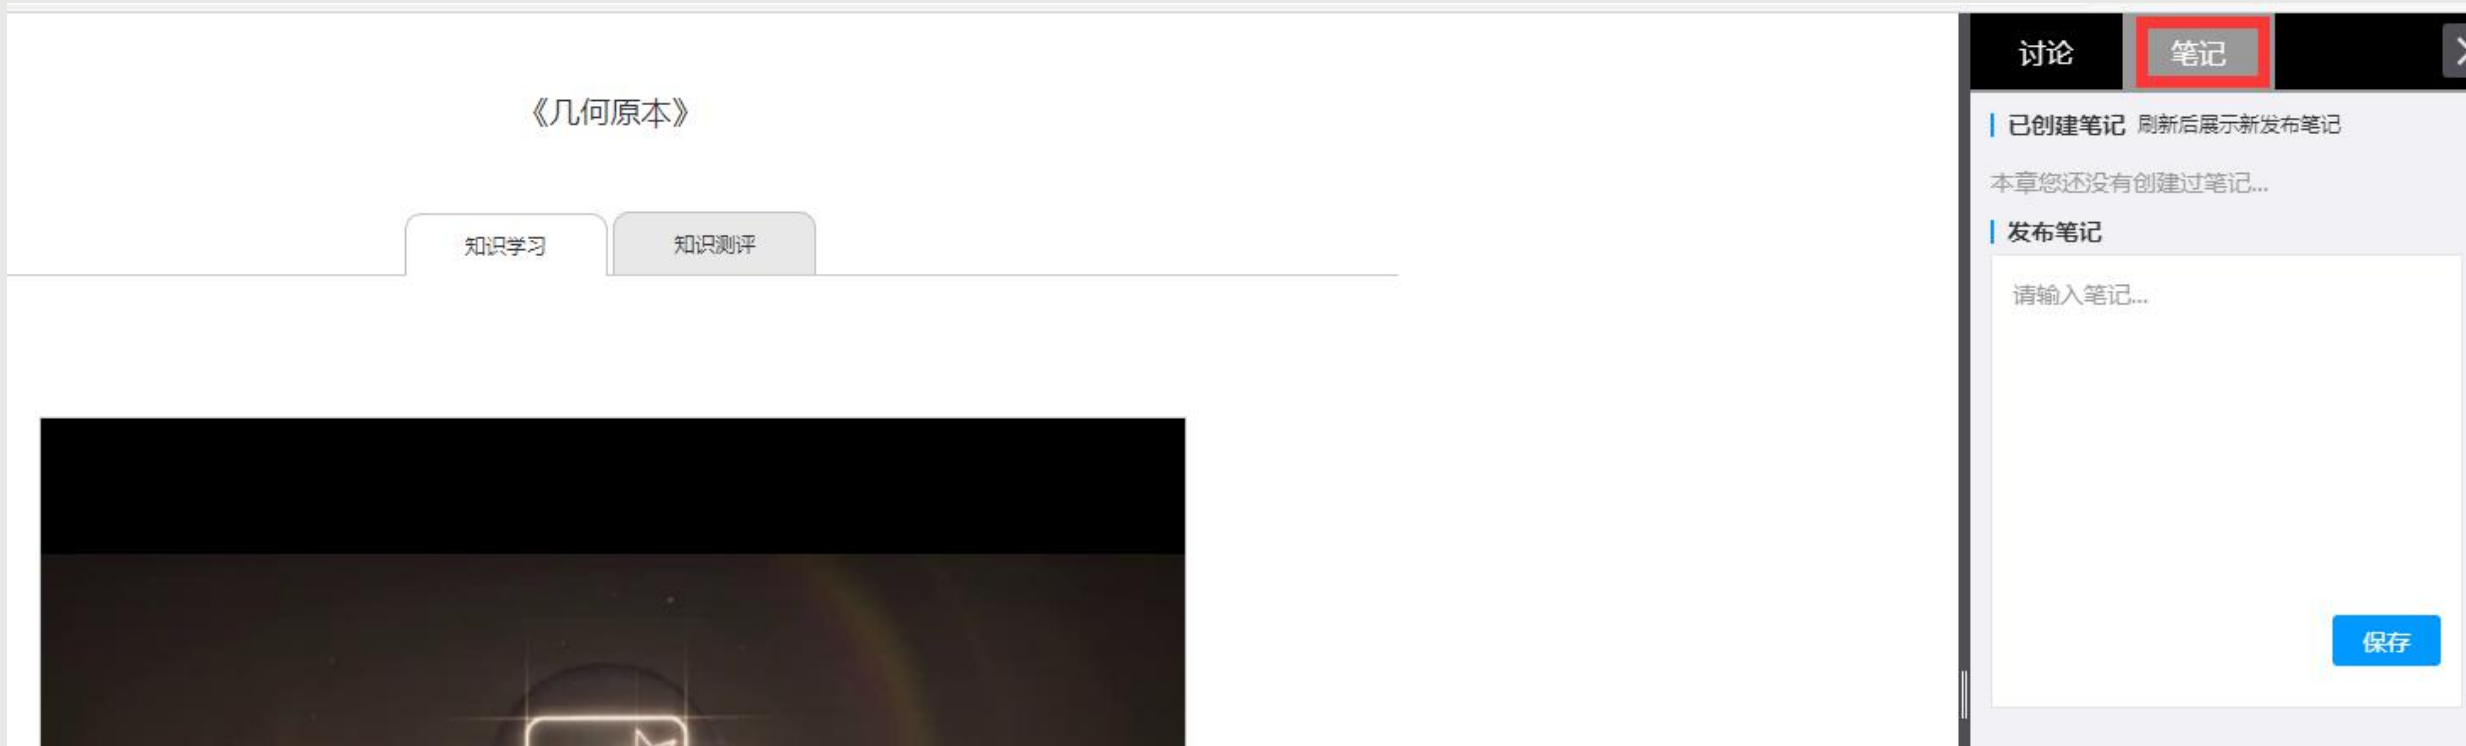 《几何原本》
知识学习 知识测评
讨论 笔记
已创建笔记 刷新后展示新发布笔记
本章您还没有创建过笔记...
发布笔记
请输入笔记...
保存